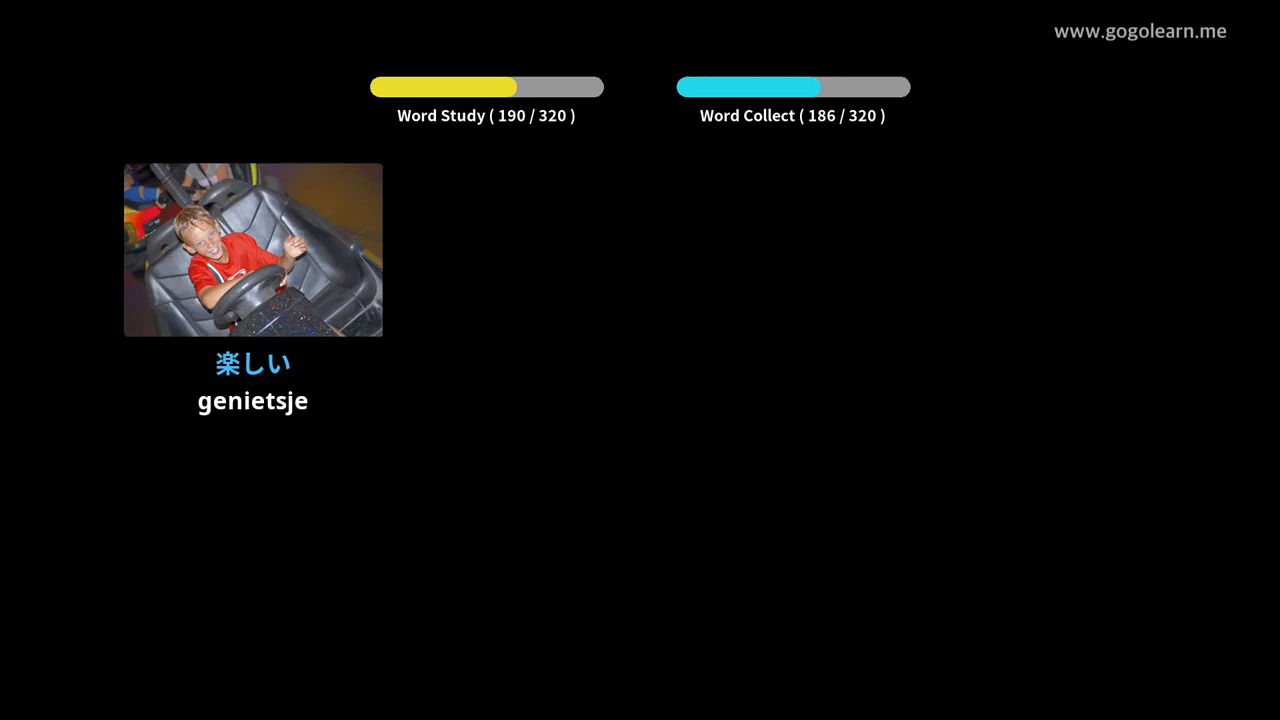 www.gogolearn.me
Word Study ( 190 / 320 )
Word Collect ( 186 / 320 )
楽しい
genietsje